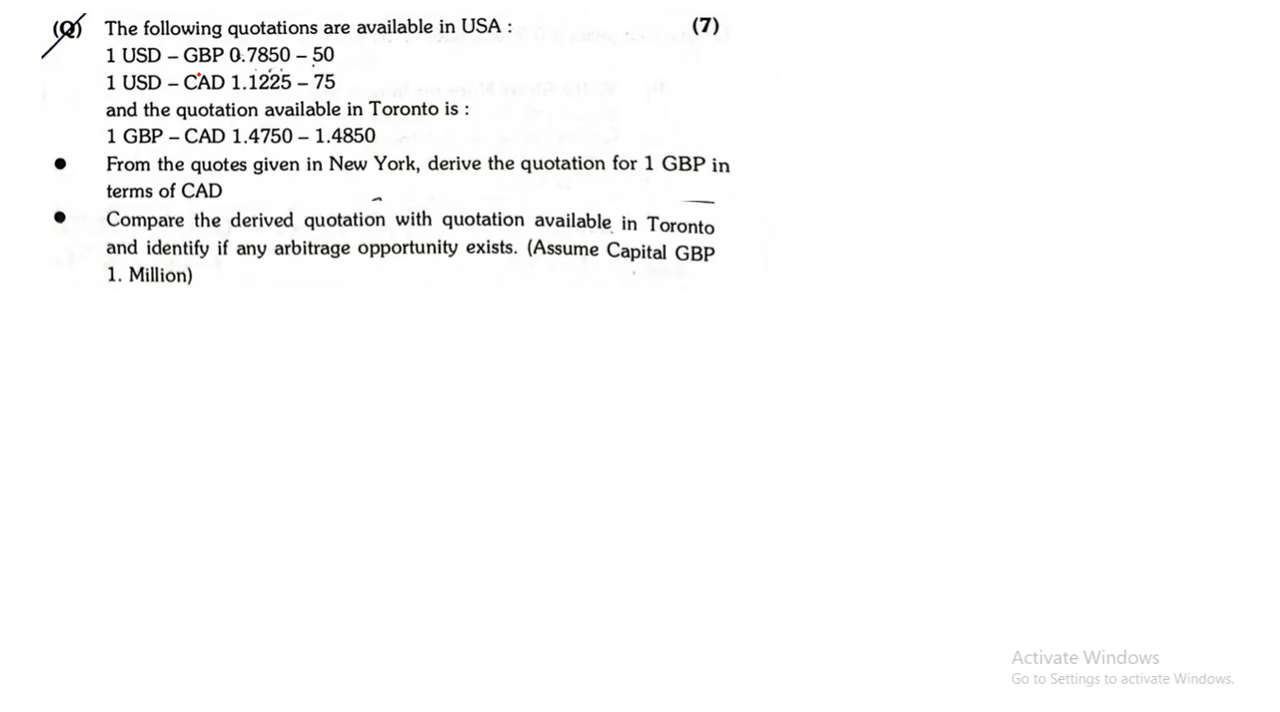 (Q) The following quotations are available in USA : (7)
1 USD – GBP 0.7850 – 50
1 USD – CAD 1.1225 – 75
and the quotation available in Toronto is :
1 GBP – CAD 1.4750 – 1.4850
● From the quotes given in New York, derive the quotation for 1 GBP in
terms of CAD
● Compare the derived quotation with quotation available in Toronto
and identify if any arbitrage opportunity exists. (Assume Capital GBP
1. Million)
Activate Windows
Go to Settings to activate Windows.